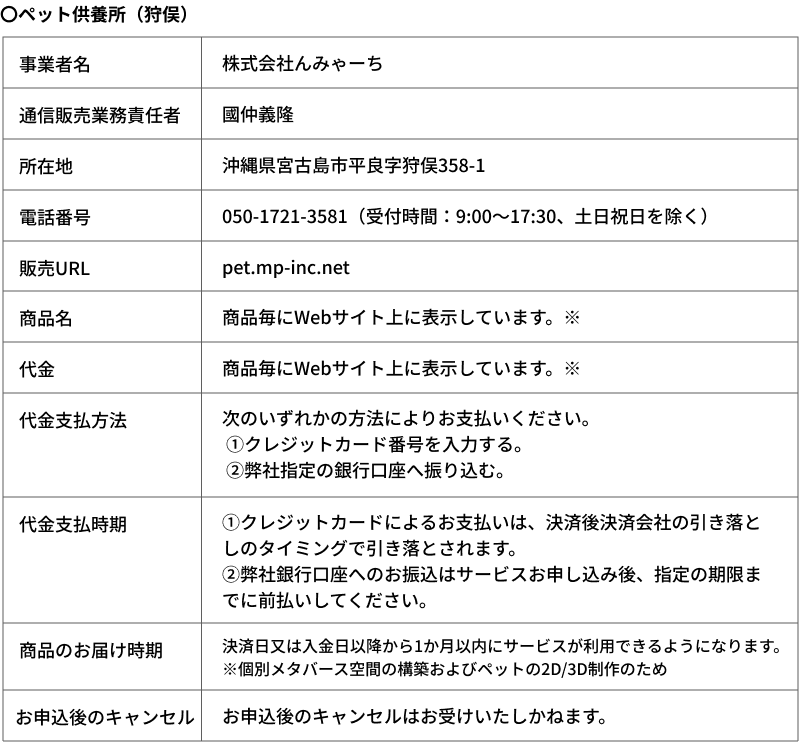 〇ペット供養所（狩俣）
事業者名
株式会社んみゃーち
通信販売業務責任者
國仲義隆
所在地
沖縄県宮古島市平良字狩俣358-1
電話番号
050-1721-3581（受付時間：9:00〜17:30、土日祝日を除く）
販売URL
pet.mp-inc.net
商品名
商品毎にWebサイト上に表示しています。※
代金
商品毎にWebサイト上に表示しています。※
代金支払方法
次のいずれかの方法によりお支払いください。
①クレジットカード番号を入力する。
②弊社指定の銀行口座へ振り込む。
代金支払時期
①クレジットカードによるお支払いは、決済後決済会社の引き落と
しのタイミングで引き落とされます。
②弊社銀行口座へのお振込はサービスお申し込み後、指定の期限ま
でに前払いしてください。
商品のお届け時期
決済日又は入金日以降から1か月以内にサービスが利用できるようになります。
※個別メタバース空間の構築およびペットの2D/3D制作のため
お申込後のキャンセル
お申込後のキャンセルはお受けいたしかねます。